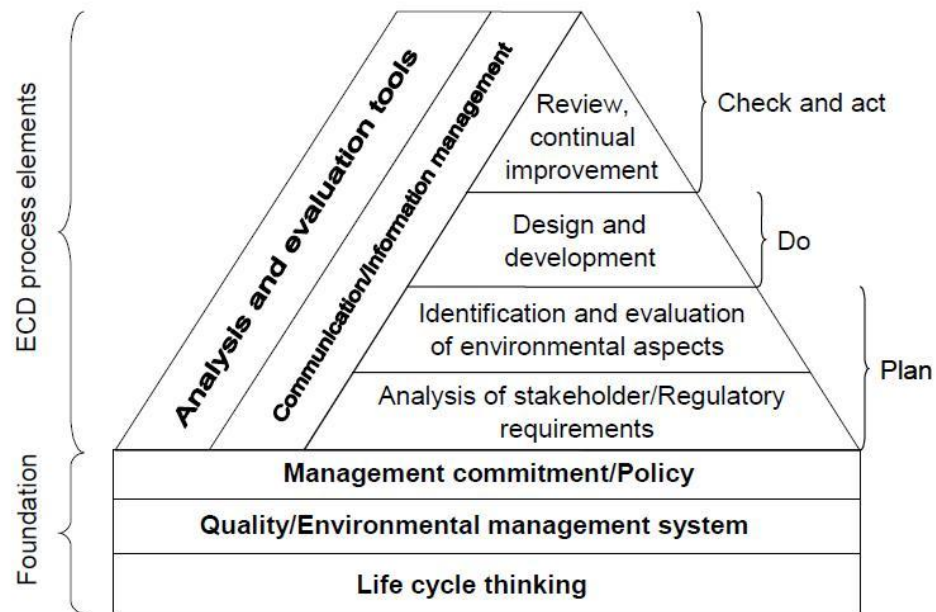 ECD process elements
Foundation
Analysis and evaluation tools
Communication/Information management
Review,
continual
improvement
Check and act
Design and
development
Do
Identification and evaluation
of environmental aspects
Plan
Analysis of stakeholder/Regulatory
requirements
Management commitment/Policy
Quality/Environmental management system
Life cycle thinking